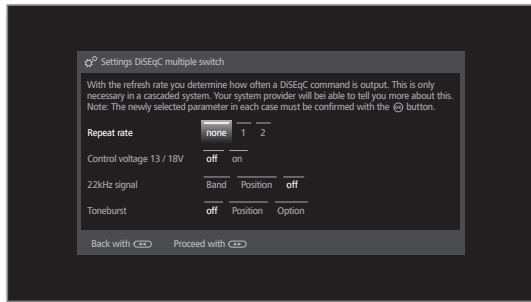 Settings DiSEqC multiple switch
With the refresh rate you determine how often a DiSEqC command is output. This is only
necessary in a cascaded system. Your system provider will bei able to tell you more about this.
Note: The newly selected parameter in each case must be confirmed with the OK button.
Repeat rate none 1 2
Control voltage 13 / 18V off on
22kHz signal Band Position off
Toneburst off Position Option
Back with Proceed with